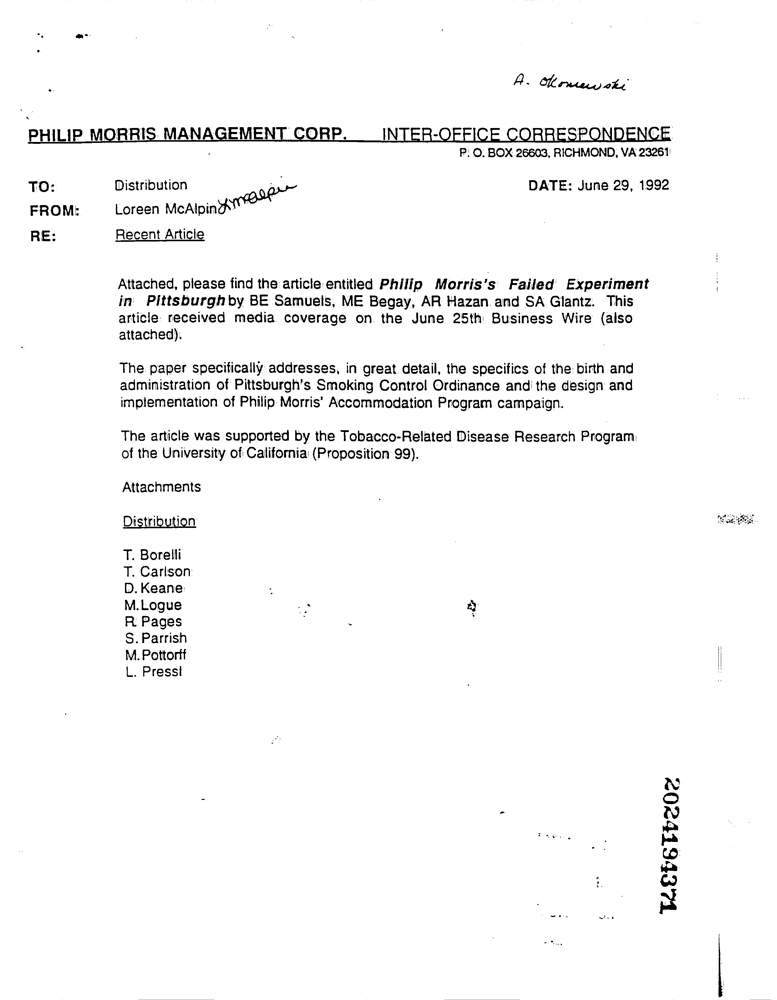 A. Okoniewski
PHILIP MORRIS MANAGEMENT CORP. INTER-OFFICE CORRESPONDENCE
P. O. BOX 26603, RICHMOND, VA 23261
TO: Distribution DATE: June 29, 1992
FROM: Loreen McAlpin
RE: Recent Article
Attached, please find the article entitled Philip Morris's Failed Experiment
in Pittsburgh by BE Samuels, ME Begay, AR Hazan and SA Glantz. This
article received media coverage on the June 25th Business Wire (also
attached).
The paper specifically addresses, in great detail, the specifics of the birth and
administration of Pittsburgh's Smoking Control Ordinance and the design and
implementation of Philip Morris' Accommodation Program campaign.
The article was supported by the Tobacco-Related Disease Research Program
of the University of California (Proposition 99).
Attachments
Distribution
T. Borelli
T. Carlson
D. Keane
M. Logue
R. Pages
S. Parrish
M. Pottorff
L. Pressl
2024194371